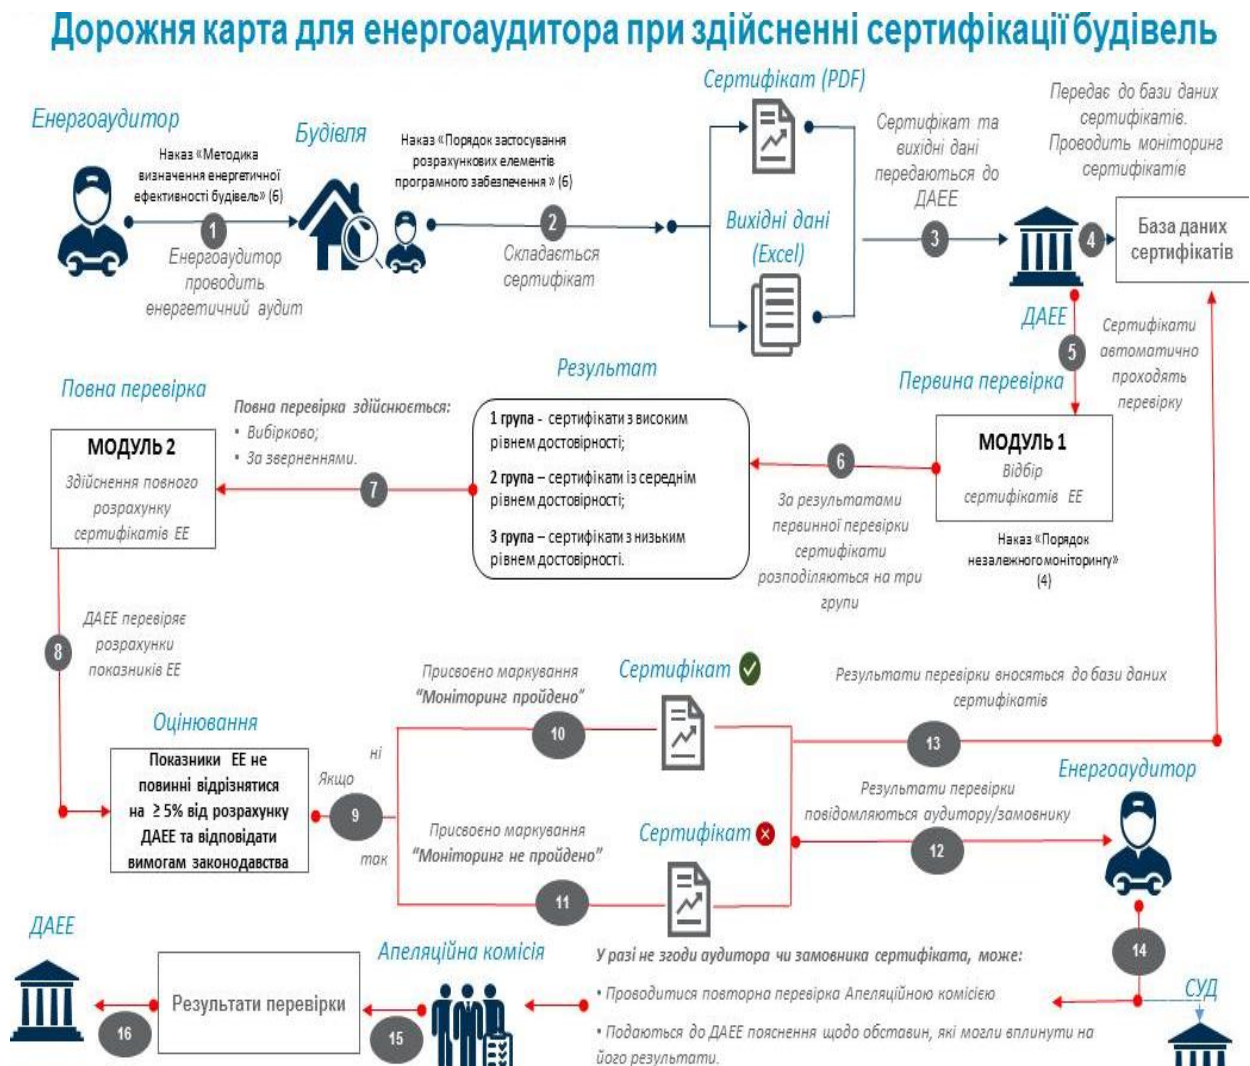 Дорожня карта для енергоаудитора при здійсненні сертифікації будівель
Енергоаудитор
Наказ «Методика
визначення енергетичної
ефективності будівель» (6)
1
Енергоаудитор
проводить
енергетичний аудит
Будівля
Наказ «Порядок застосування
розрахункових елементів
програмного забезпечення » (6)
2
Складається
сертифікат
Сертифікат (PDF)
Вихідні дані
(Excel)
Сертифікат та
вихідні дані
передаються до
ДАЕЕ
3
Передає до бази даних
сертифікатів.
Проводить моніторинг
сертифікатів
4
База даних
сертифікатів
ДАЕЕ
5
Сертифікати
автоматично
проходять
перевірку
Первина перевірка
МОДУЛЬ 1
Відбір
сертифікатів ЕЕ
Наказ «Порядок
незалежного моніторингу»
(4)
6
За результатами
первинної перевірки
сертифікати
розподіляються на три
групи
Результат
1 група - сертифікати з високим
рівнем достовірності;
2 група – сертифікати із середнім
рівнем достовірності;
3 група – сертифікати з низьким
рівнем достовірності.
Повна перевірка здійснюється:
• Вибірково;
• За зверненнями.
7
Повна перевірка
МОДУЛЬ 2
Здійснення повного
розрахунку
сертифікатів ЕЕ
8
ДАЕЕ перевіряє
розрахунки
показників ЕЕ
Оцінювання
Показники ЕЕ не
повинні відрізнятися
на ≥ 5% від розрахунку
ДАЕЕ та відповідати
вимогам законодавства
Якщо
ні
9
так
Присвоєно маркування
“Моніторинг пройдено”
10
Сертифікат
Присвоєно маркування
“Моніторинг не пройдено”
11
Сертифікат
Результати перевірки вносяться до бази даних
сертифікатів
13
Результати перевірки
повідомляються аудитору/замовнику
12
Енергоаудитор
14
СУД
У разі не згоди аудитора чи замовника сертифіката, може:
• Проводитися повторна перевірка Апеляційною комісією
• Подаються до ДАЕЕ пояснення щодо обставин, які могли вплинути на
його результати.
Апеляційна комісія
15
Результати перевірки
16
ДАЕЕ